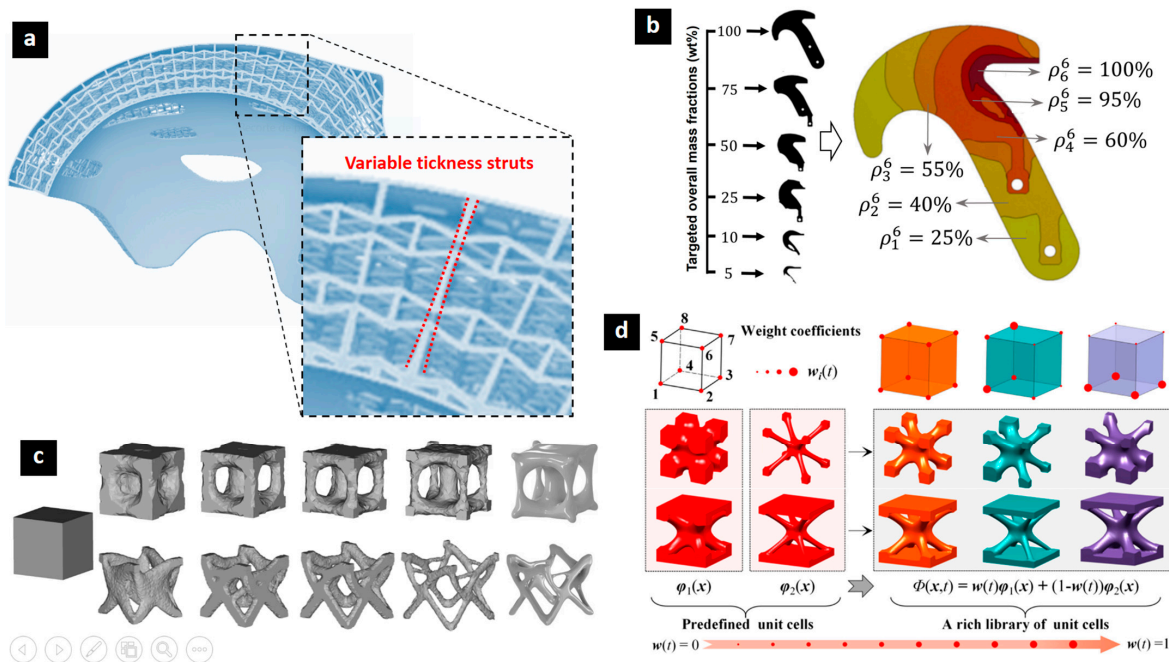 a
Variable tickness struts
b
Targeted overall mass fractions (wt%)
100
75
50
25
10
5
ρ₆⁶ = 100%
ρ₅⁶ = 95%
ρ₄⁶ = 60%
ρ₃⁶ = 55%
ρ₂⁶ = 40%
ρ₁⁶ = 25%
c
d
8
5
7
6
4
3
1
2
Weight coefficients
wᵢ(t)
φ₁(x)
φ₂(x)
Φ(x,t) = w(t)φ₁(x) + (1-w(t))φ₂(x)
Predefined unit cells
A rich library of unit cells
w(t) = 0
w(t) = 1